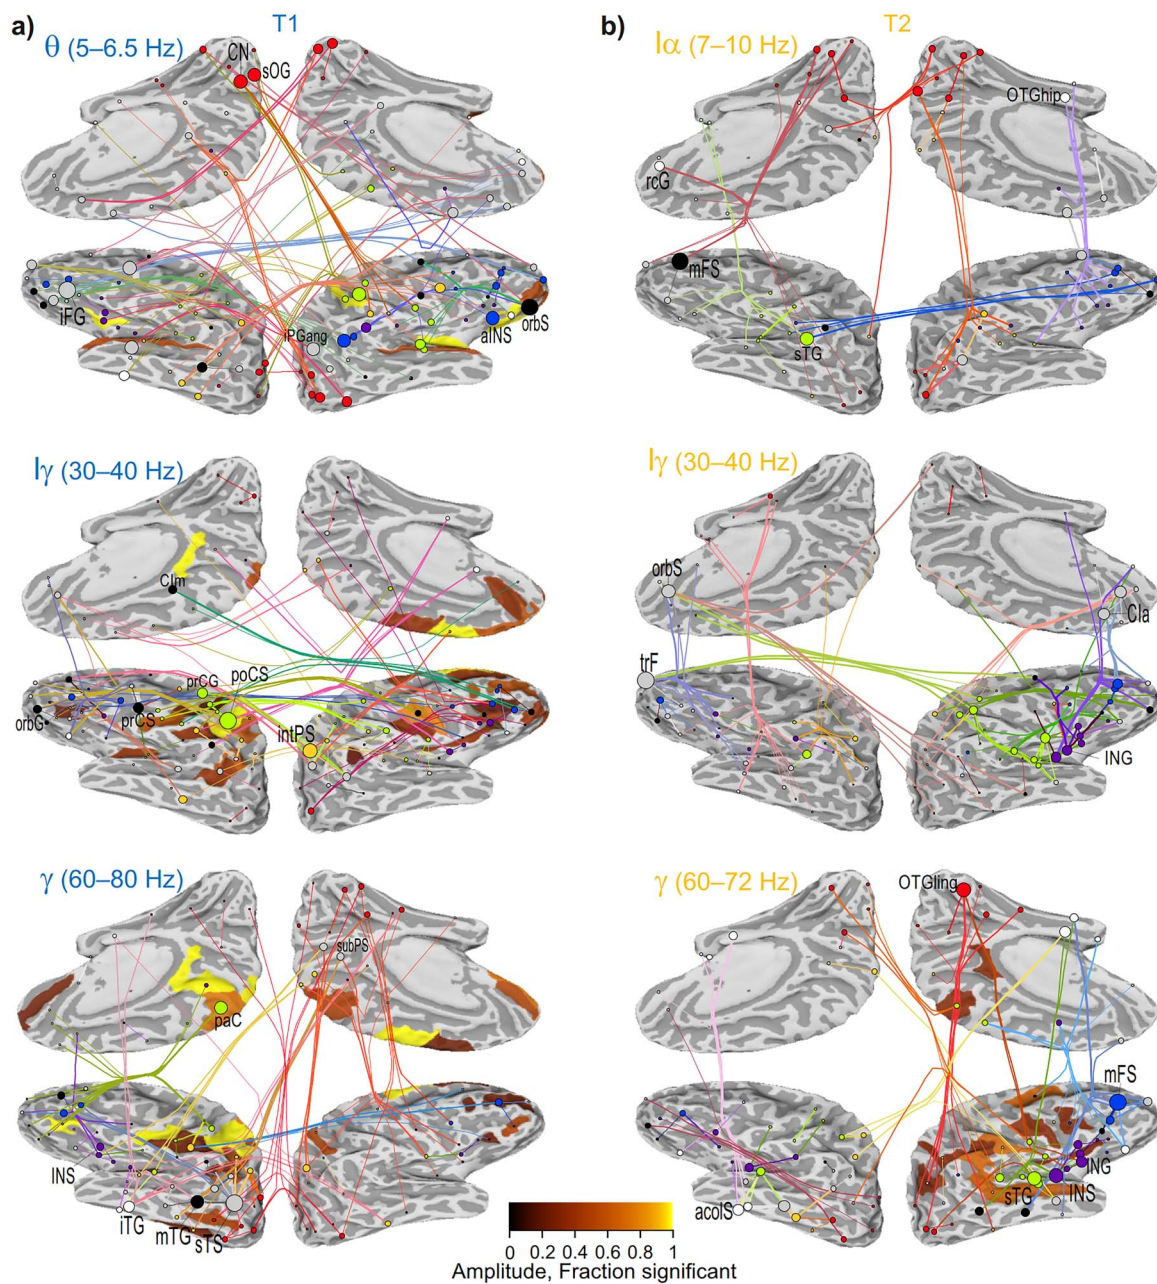 a)
T1
θ (5–6.5 Hz)
CN
sOG
iFG
iPGang
aINS
orbS
b)
T2
lα (7–10 Hz)
OTGhip
rcG
mFS
sTG
lγ (30–40 Hz)
CIm
prCG
poCS
orbG
prCS
intPS
lγ (30–40 Hz)
orbS
CIa
trF
ING
γ (60–80 Hz)
subPS
paC
INS
iTG
mTG
sTS
γ (60–72 Hz)
OTGling
mFS
ING
INS
sTG
acolS
0 0.2 0.4 0.6 0.8 1
Amplitude, Fraction significant